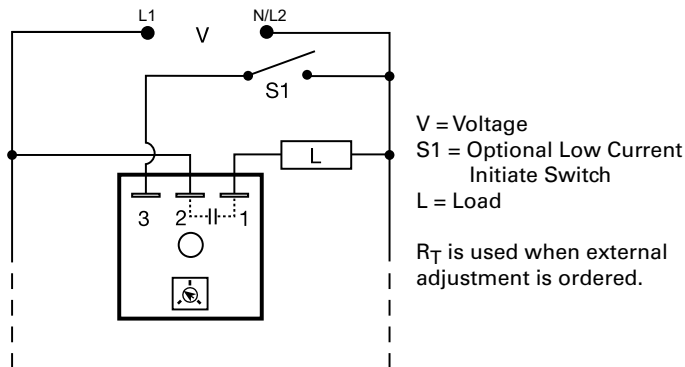 L1
V
N/L2
S1
L
3
2
1
V = Voltage
S1 = Optional Low Current
Initiate Switch
L = Load
R_T is used when external
adjustment is ordered.